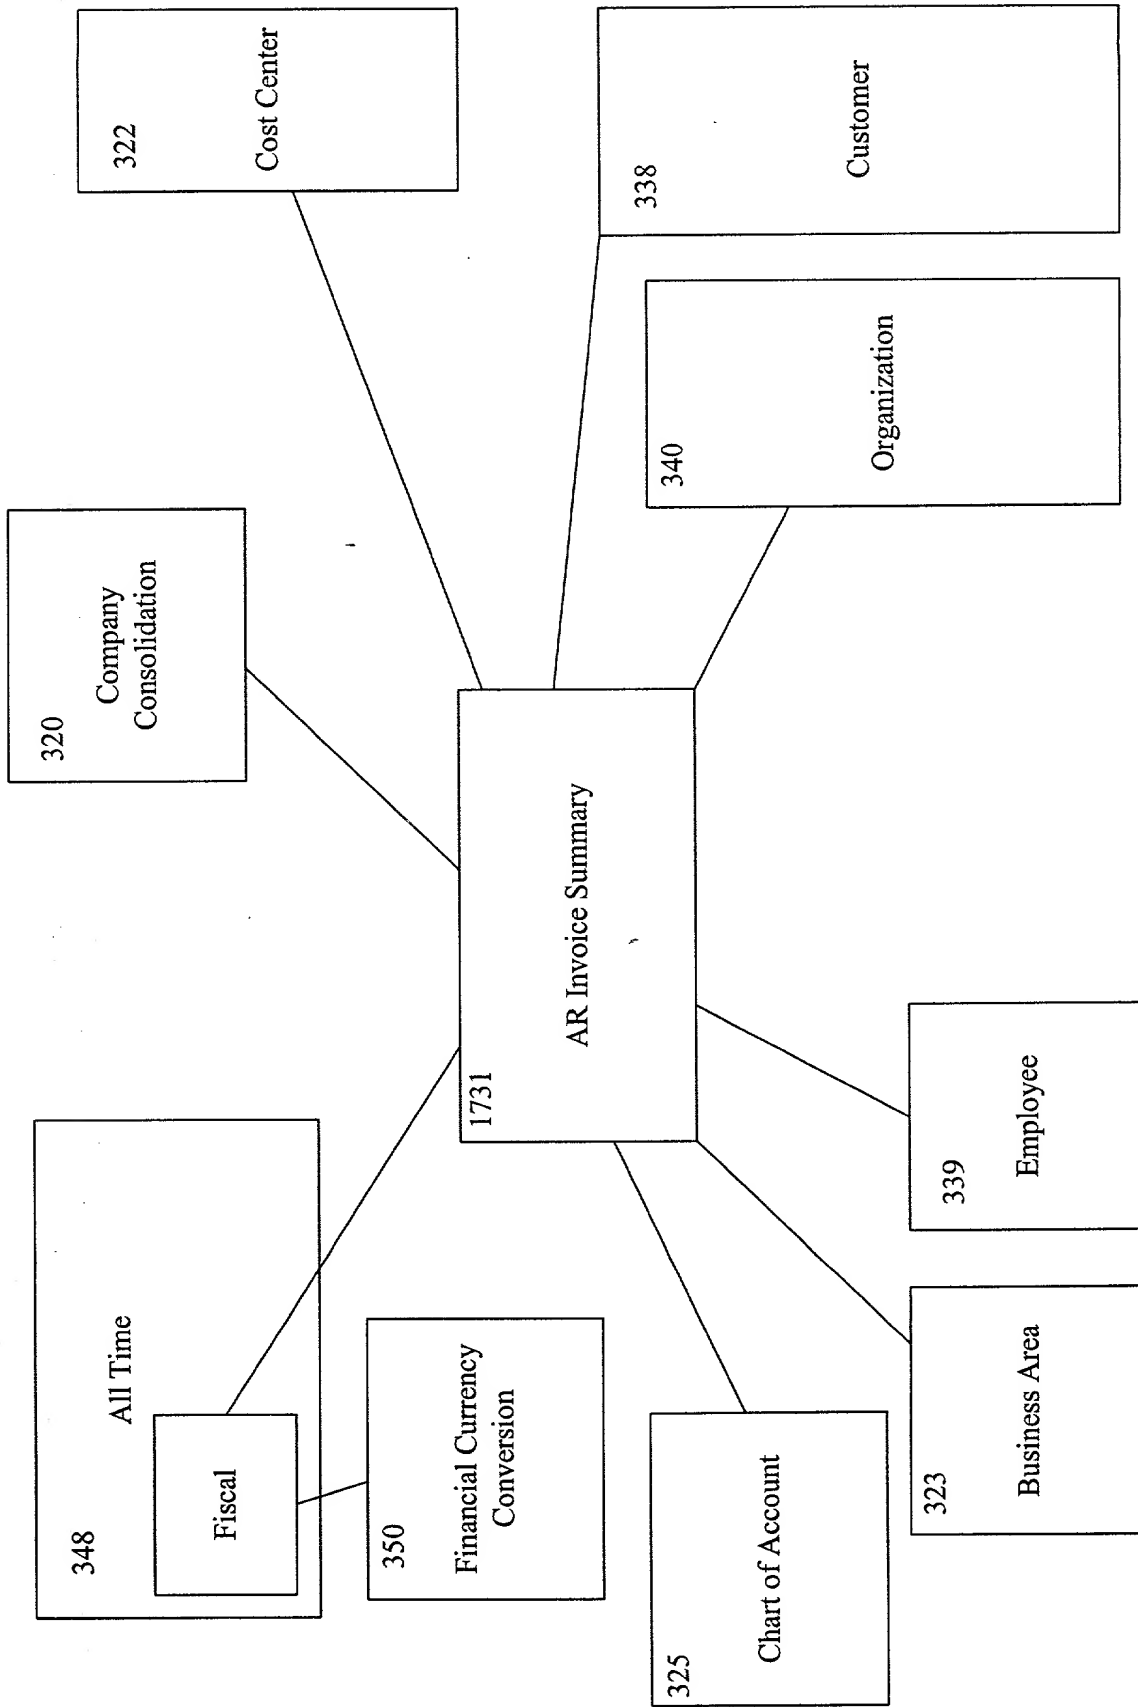 348
All Time
Fiscal
320
Company
Consolidation
322
Cost Center
350
Financial Currency
Conversion
1731
AR Invoice Summary
325
Chart of Account
340
Organization
338
Customer
323
Business Area
339
Employee